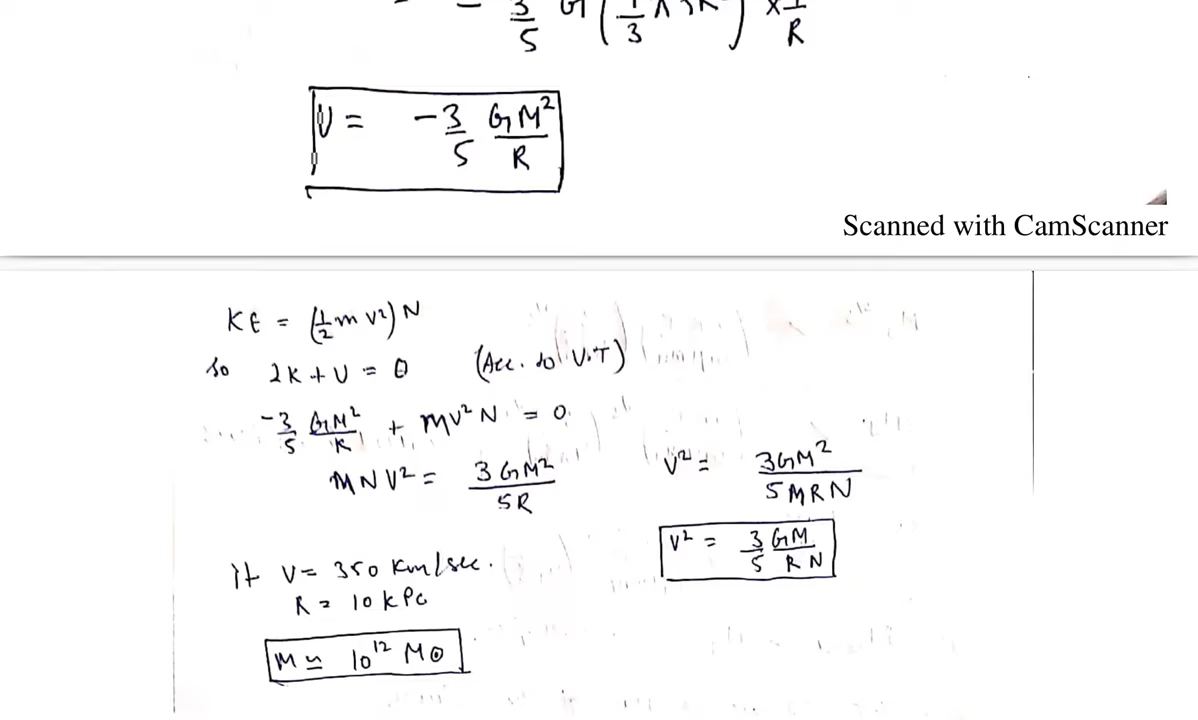 V = -3/5 GM²/R
Scanned with CamScanner
KE = (1/2 m v²) N
So 2K + U = 0 (Acc. to V.T)
-3/5 GM²/R + mv² N = 0
mNV² = 3GM²/5R
V² = 3GM²/5MRN
V² = 3/5 GM/RN
If V = 350 km/sec.
R = 10 kPc
M ≃ 10¹² M⊙